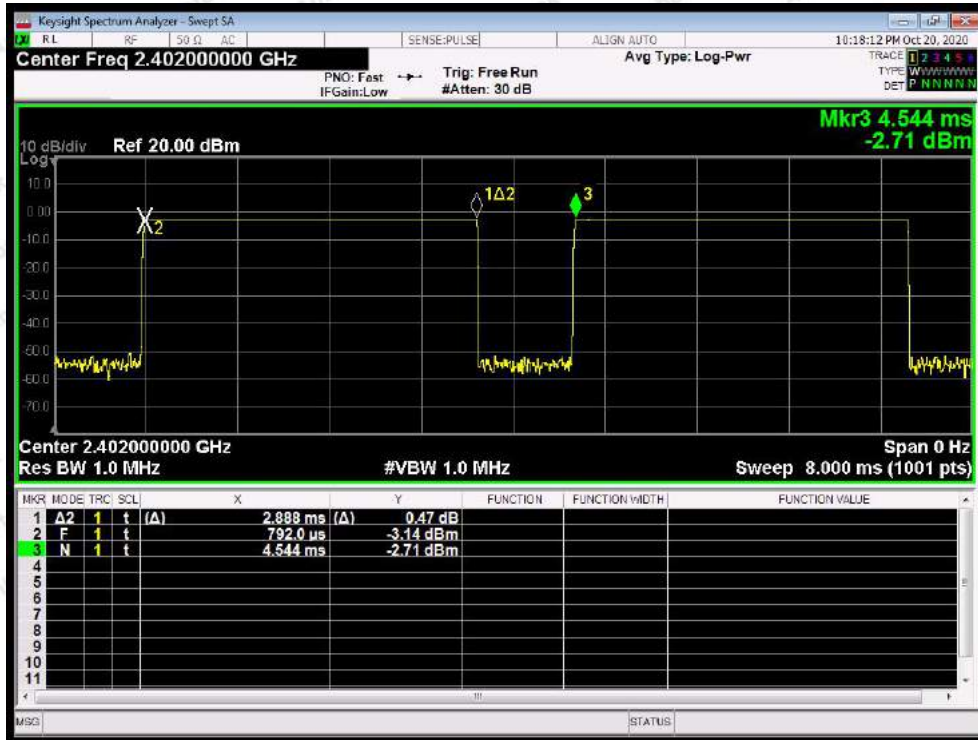 Keysight Spectrum Analyzer - Swept SA
RL RF 50 Ω AC SENSE:PULSE ALIGN AUTO 10:18:12 PM Oct 20, 2020
Center Freq 2.402000000 GHz Avg Type: Log-Pwr TRACE 1 2 3 4 5 6
PNO: Fast Trig: Free Run TYPE WWWWWW
IFGain:Low #Atten: 30 dB DET P N N N N N
Mkr3 4.544 ms
10 dB/div Ref 20.00 dBm -2.71 dBm
Log
10.0
0.00
-10.0
-20.0
-30.0
-40.0
-50.0
-60.0
-70.0
X2
1Δ2
3
Center 2.402000000 GHz Span 0 Hz
Res BW 1.0 MHz #VBW 1.0 MHz Sweep 8.000 ms (1001 pts)
MKR MODE TRC SCL X Y FUNCTION FUNCTION WIDTH FUNCTION VALUE
1 Δ2 1 t (Δ) 2.888 ms (Δ) 0.47 dB
2 F 1 t 792.0 µs -3.14 dBm
3 N 1 t 4.544 ms -2.71 dBm
4
5
6
7
8
9
10
11
MSG STATUS